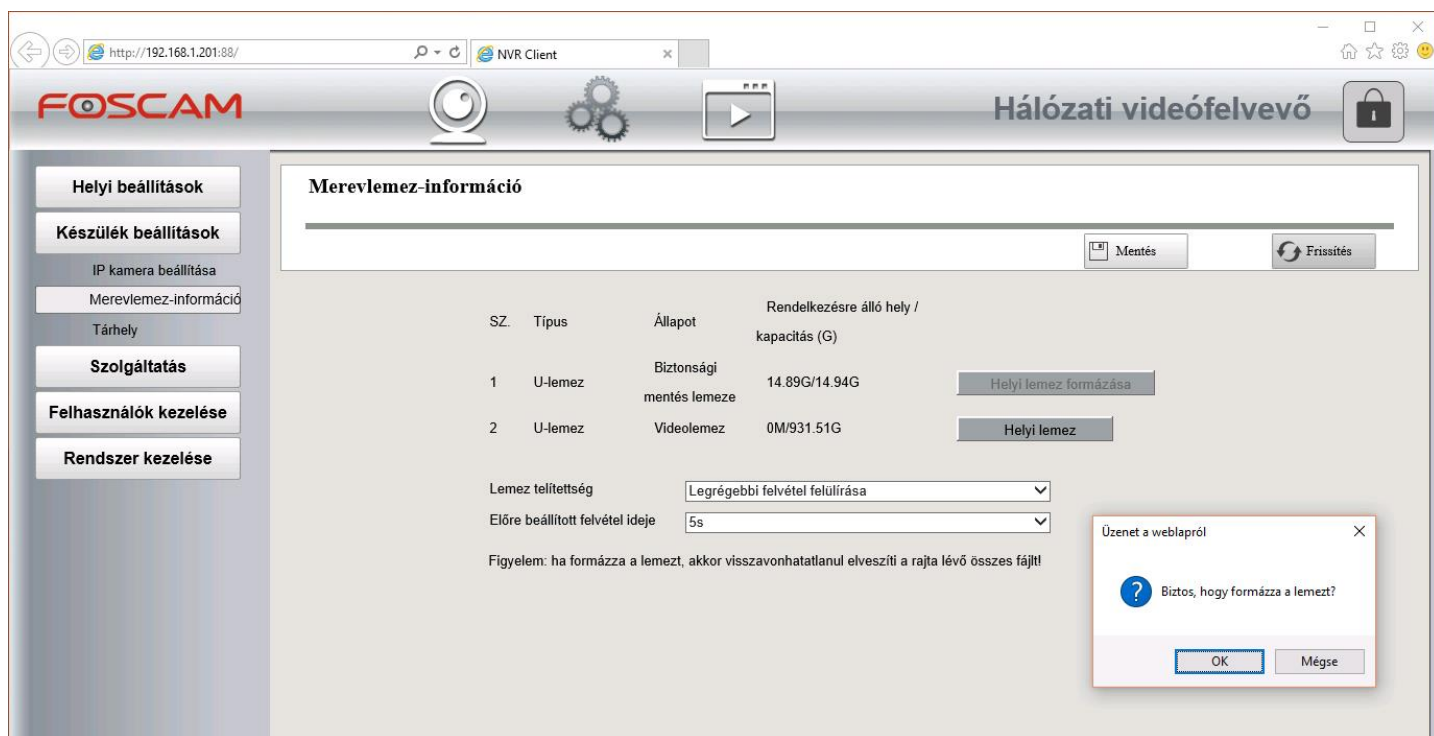 http://192.168.1.201:88/
NVR Client
FOSCAM
Hálózati videófelvevő
Helyi beállítások
Készülék beállítások
IP kamera beállítása
Merevlemez-információ
Tárhely
Szolgáltatás
Felhasználók kezelése
Rendszer kezelése
Merevlemez-információ
Mentés
Frissítés
SZ. Típus Állapot Rendelkezésre álló hely /
kapacitás (G)
1 U-lemez Biztonsági
mentés lemeze 14.89G/14.94G Helyi lemez formázása
2 U-lemez Videolemez 0M/931.51G Helyi lemez
Lemez telítettség Legrégebbi felvétel felülírása
Előre beállított felvétel ideje 5s
Figyelem: ha formázza a lemezt, akkor visszavonhatatlanul elveszíti a rajta lévő összes fájlt!
Üzenet a weblapról
Biztos, hogy formázza a lemezt?
OK Mégse